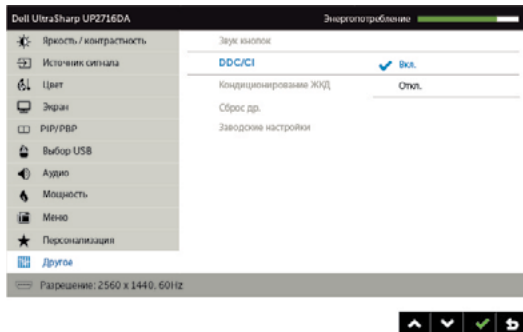 Dell UltraSharp UP2716DA
Энергопотребление
Яркость / контрастность
Звук кнопок
Источник сигнала
DDC/CI
Вкл.
Цвет
Кондиционирование ЖКД
Откл.
Экран
Сброс др.
PIP/PBP
Заводские настройки
Выбор USB
Аудио
Мощность
Меню
Персонализация
Другое
Разрешение: 2560 x 1440, 60Hz